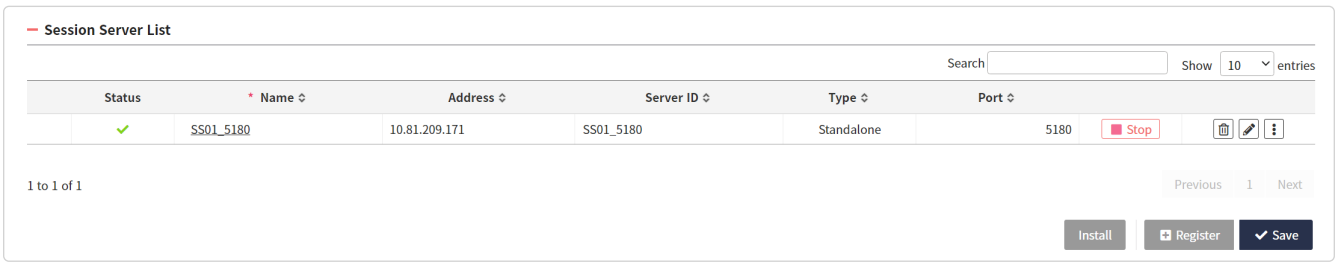 Session Server List
Search Show 10 entries
Status * Name Address Server ID Type Port
SS01_5180 10.81.209.171 SS01_5180 Standalone 5180 Stop
1 to 1 of 1
Previous 1 Next
Install Register Save